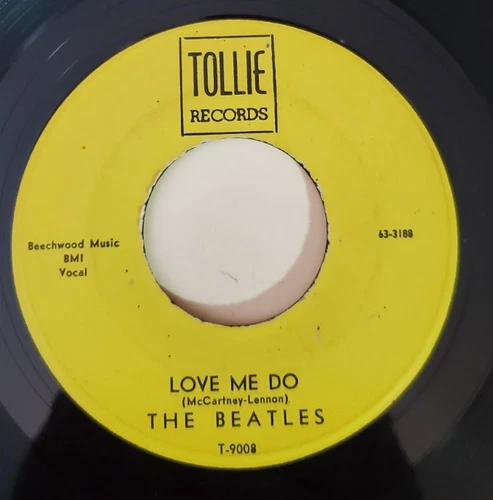 TOLLIE
RECORDS
Beechwood Music
BMI
Vocal
63-3188
LOVE ME DO
(McCartney-Lennon)
THE BEATLES
T-9008